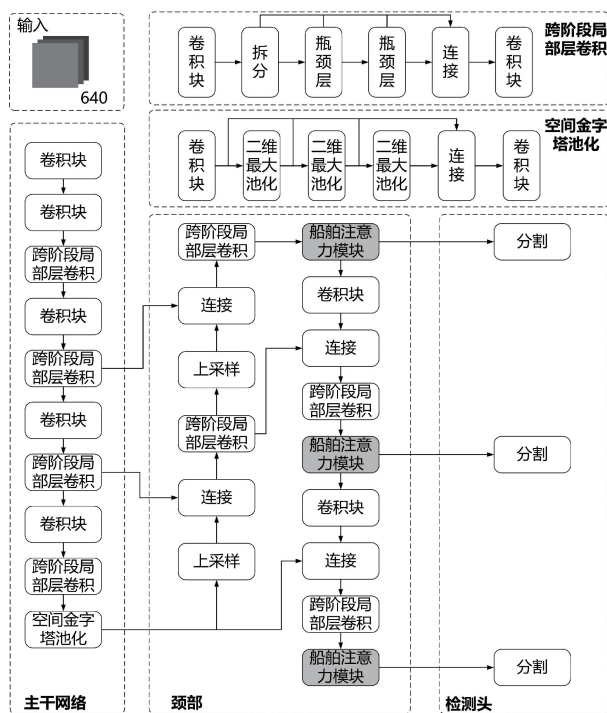 输入
640
卷
积
块
拆
分
瓶
颈
层
瓶
颈
层
连
接
卷
积
块
跨阶段局
部层卷积
卷
积
块
二维
最大
池化
二维
最大
池化
二维
最大
池化
连
接
卷
积
块
空间金字
塔池化
卷积块
卷积块
跨阶段局
部层卷积
卷积块
跨阶段局
部层卷积
卷积块
跨阶段局
部层卷积
卷积块
跨阶段局
部层卷积
空间金字
塔池化
主干网络
跨阶段局
部层卷积
连接
上采样
跨阶段局
部层卷积
连接
上采样
船舶注意
力模块
卷积块
连接
跨阶段局
部层卷积
船舶注意
力模块
卷积块
连接
跨阶段局
部层卷积
船舶注意
力模块
颈部
分割
分割
分割
检测头